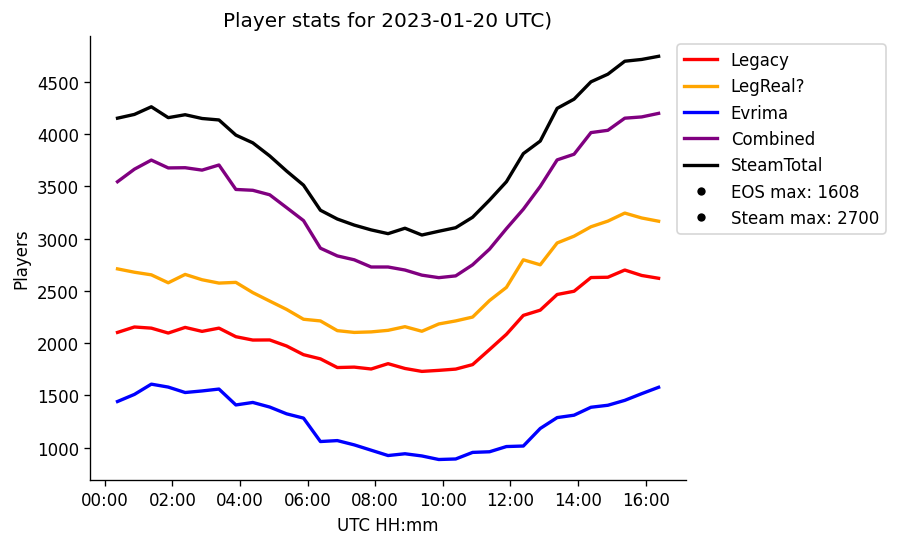 Player stats for 2023-01-20 UTC)
Players
4500
4000
3500
3000
2500
2000
1500
1000
00:00 02:00 04:00 06:00 08:00 10:00 12:00 14:00 16:00
UTC HH:mm
Legacy
LegReal?
Evrima
Combined
SteamTotal
EOS max: 1608
Steam max: 2700